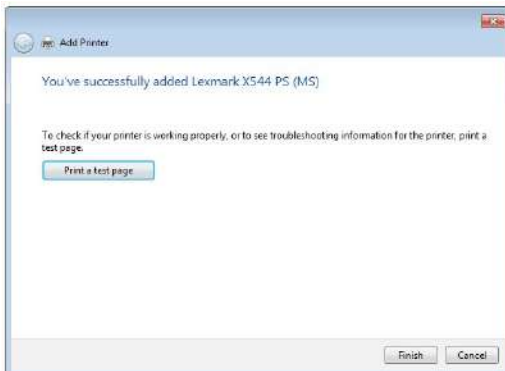 Add Printer
You've successfully added Lexmark X544 PS (MS)
To check if your printer is working properly, or to see troubleshooting information for the printer, print a
test page.
Print a test page
Finish Cancel